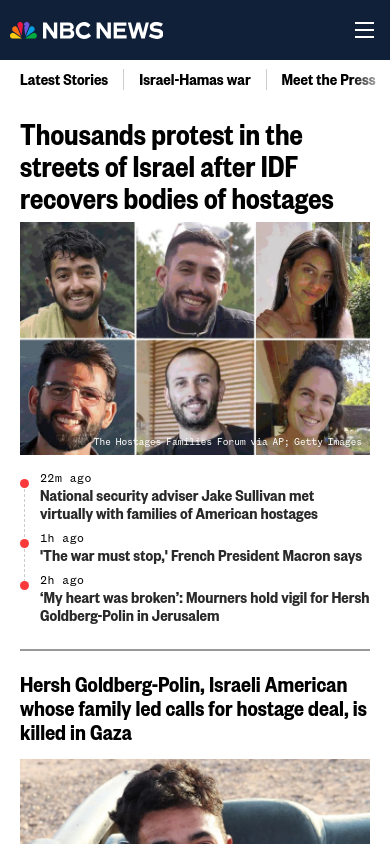 NBC NEWS
Latest Stories
Israel-Hamas war
Meet the Press
Thousands protest in the
streets of Israel after IDF
recovers bodies of hostages
The Hostages Families Forum via AP; Getty Images
22m ago
National security adviser Jake Sullivan met
virtually with families of American hostages
1h ago
'The war must stop,' French President Macron says
2h ago
‘My heart was broken’: Mourners hold vigil for Hersh
Goldberg-Polin in Jerusalem
Hersh Goldberg-Polin, Israeli American
whose family led calls for hostage deal, is
killed in Gaza